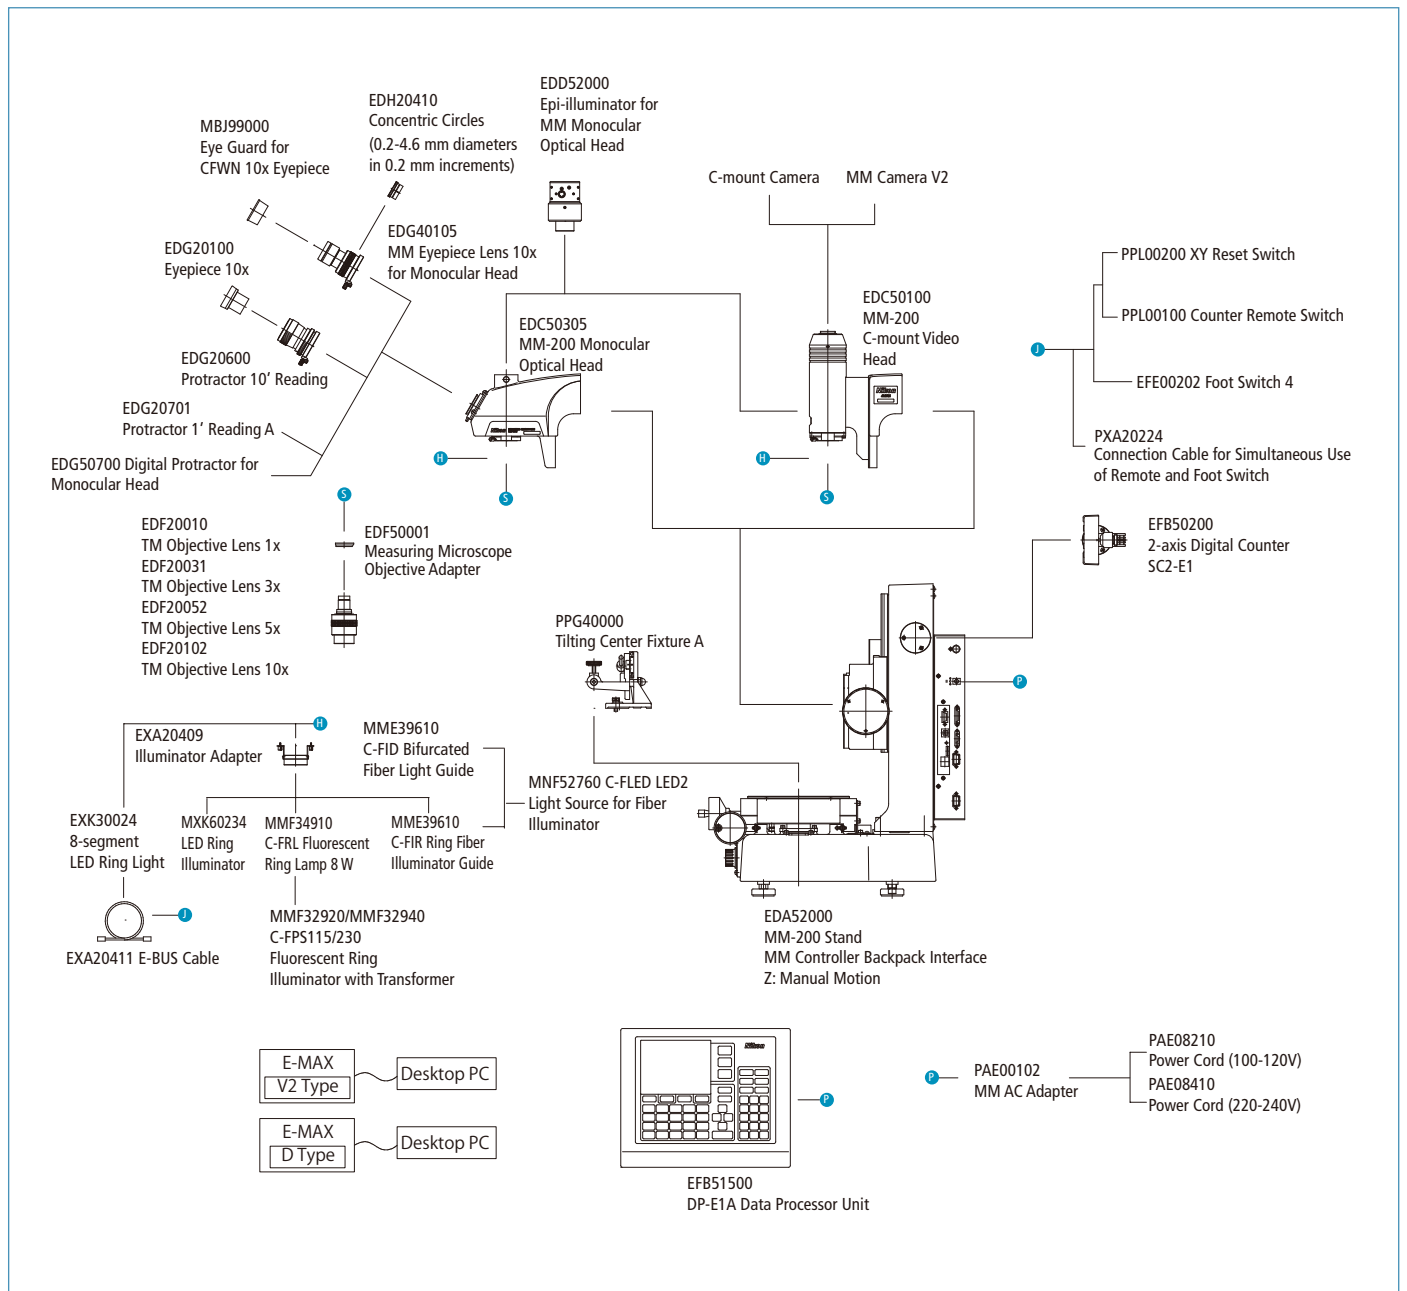 EDD52000
Epi-illuminator for
MM Monocular
Optical Head
EDH20410
Concentric Circles
(0.2-4.6 mm diameters
in 0.2 mm increments)
MBJ99000
Eye Guard for
CFWN 10x Eyepiece
C-mount Camera
MM Camera V2
EDG40105
MM Eyepiece Lens 10x
for Monocular Head
EDG20100
Eyepiece 10x
PPL00200 XY Reset Switch
EDC50100
MM-200
C-mount Video
Head
PPL00100 Counter Remote Switch
EDC50305
MM-200 Monocular
Optical Head
J
EDG20600
Protractor 10′ Reading
EFE00202 Foot Switch 4
Nikon
EDG20701
Protractor 1′ Reading A
Nikon
PXA20224
Connection Cable for Simultaneous Use
of Remote and Foot Switch
EDG50700 Digital Protractor for
Monocular Head
H
H
S
S
S
EDF20010
TM Objective Lens 1x
EDF20031
TM Objective Lens 3x
EDF20052
TM Objective Lens 5x
EDF20102
TM Objective Lens 10x
EDF50001
Measuring Microscope
Objective Adapter
EFB50200
2-axis Digital Counter
SC2-E1
PPG40000
Tilting Center Fixture A
P
H
EXA20409
Illuminator Adapter
MME39610
C-FID Bifurcated
Fiber Light Guide
MNF52760 C-FLED LED2
Light Source for Fiber
Illuminator
EXK30024
8-segment
LED Ring Light
MXK60234
LED Ring
Illuminator
MMF34910
C-FRL Fluorescent
Ring Lamp 8 W
MME39610
C-FIR Ring Fiber
Illuminator Guide
J
EXA20411 E-BUS Cable
MMF32920/MMF32940
C-FPS115/230
Fluorescent Ring
Illuminator with Transformer
EDA52000
MM-200 Stand
MM Controller Backpack Interface
Z: Manual Motion
E-MAX
V2 Type
Desktop PC
E-MAX
D Type
Desktop PC
Nikon
P
EFB51500
DP-E1A Data Processor Unit
P
PAE00102
MM AC Adapter
PAE08210
Power Cord (100-120V)
PAE08410
Power Cord (220-240V)